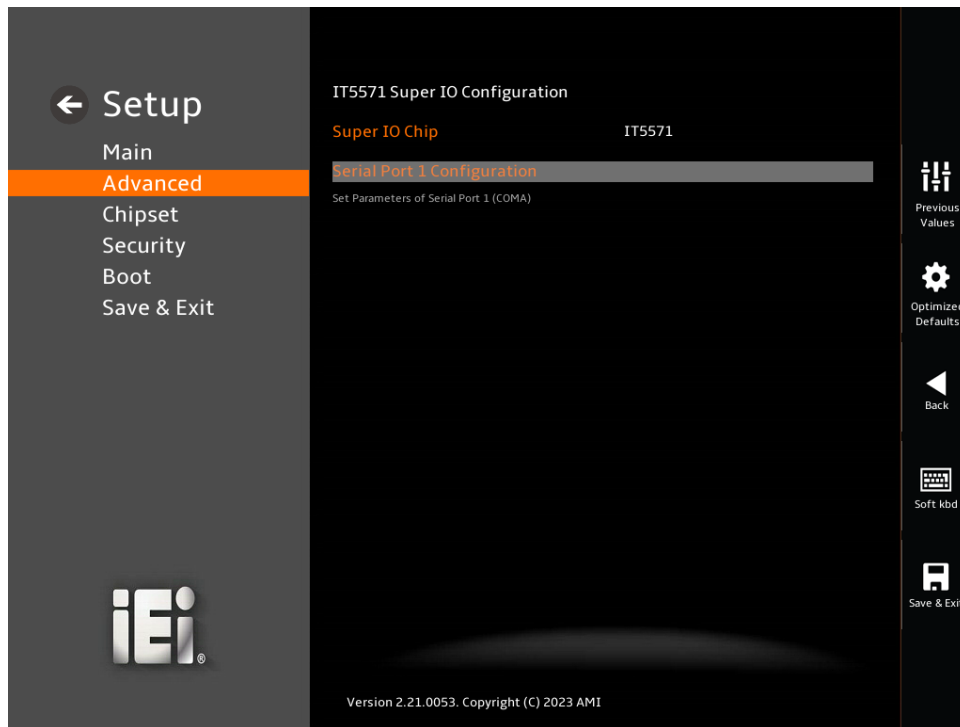 Setup
Main
Advanced
Chipset
Security
Boot
Save & Exit
iEi®
IT5571 Super IO Configuration
Super IO Chip IT5571
Serial Port 1 Configuration
Set Parameters of Serial Port 1 (COMA)
Version 2.21.0053. Copyright (C) 2023 AMI
Previous
Values
Optimized
Defaults
Back
Soft kbd
Save & Exit